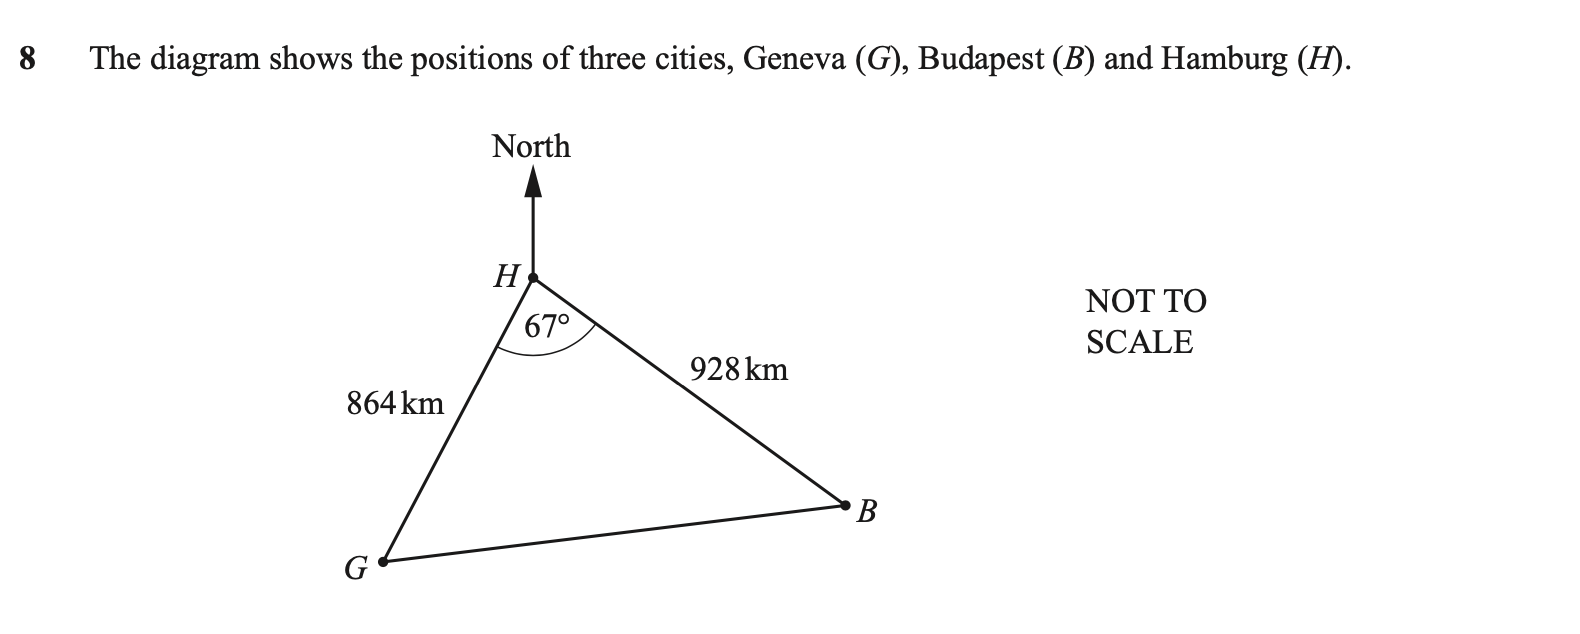 8 The diagram shows the positions of three cities, Geneva (G), Budapest (B) and Hamburg (H).
North
H
67°
NOT TO
SCALE
928 km
864 km
B
G